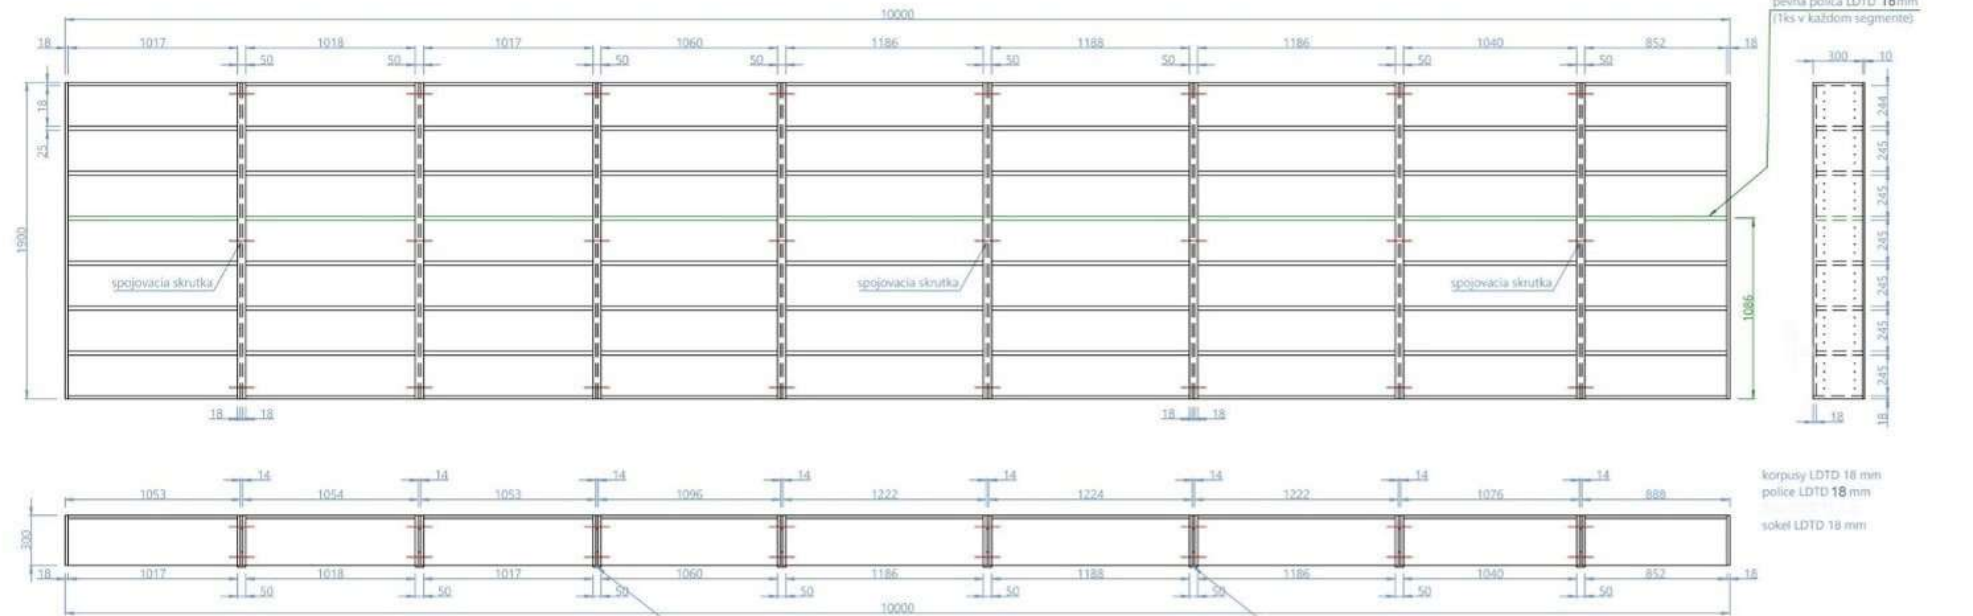 10000
pevná polica LDTD 18mm
(1ks v každom segmente)
18 1017 1018 1017 1060 1186 1188 1186 1040 852 18
50 50 50 50 50 50 50 50
300 10
18
25
1900
244
245
245
245
245
245
245
18
1086
spojovacia skrutka spojovacia skrutka spojovacia skrutka
18 18 18 18
18
14 14 14 14 14 14 14 14
1053 1054 1053 1096 1222 1224 1222 1076 888
korpusy LDTD 18 mm
police LDTD 18 mm
sokel LDTD 18 mm
300
18 1017 1018 1017 1060 1186 1188 1186 1040 852 18
50 50 50 50 50 50 50 50
10000